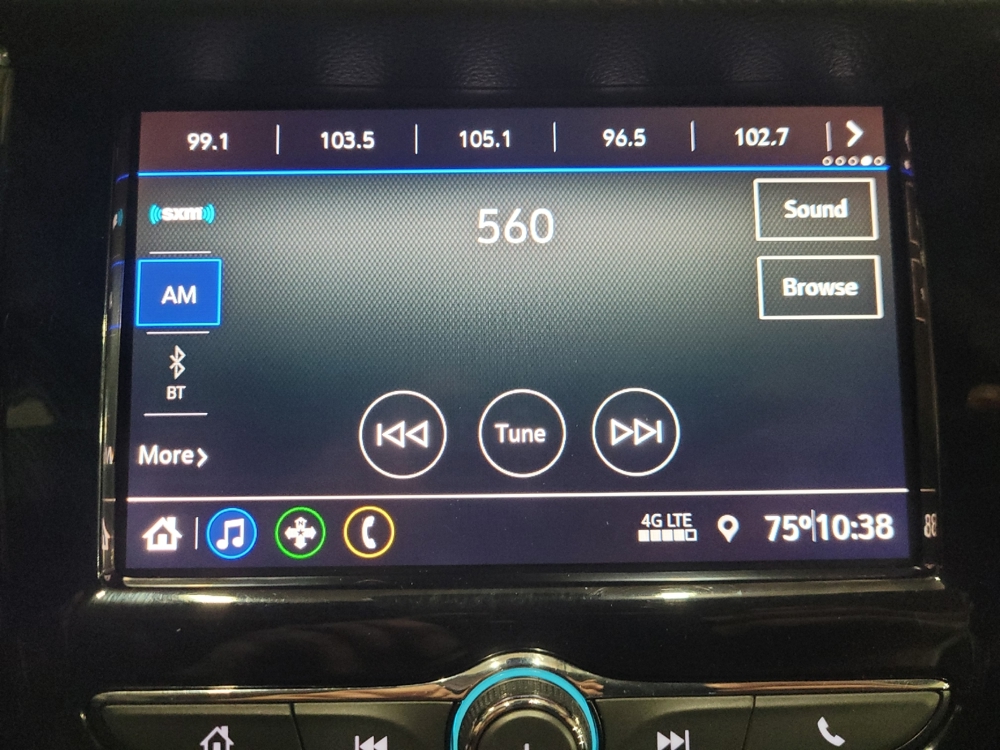 99.1 103.5 105.1 96.5 102.7
sxm
560
Sound
AM
Browse
BT
Tune
More
4G LTE
75° 10:38